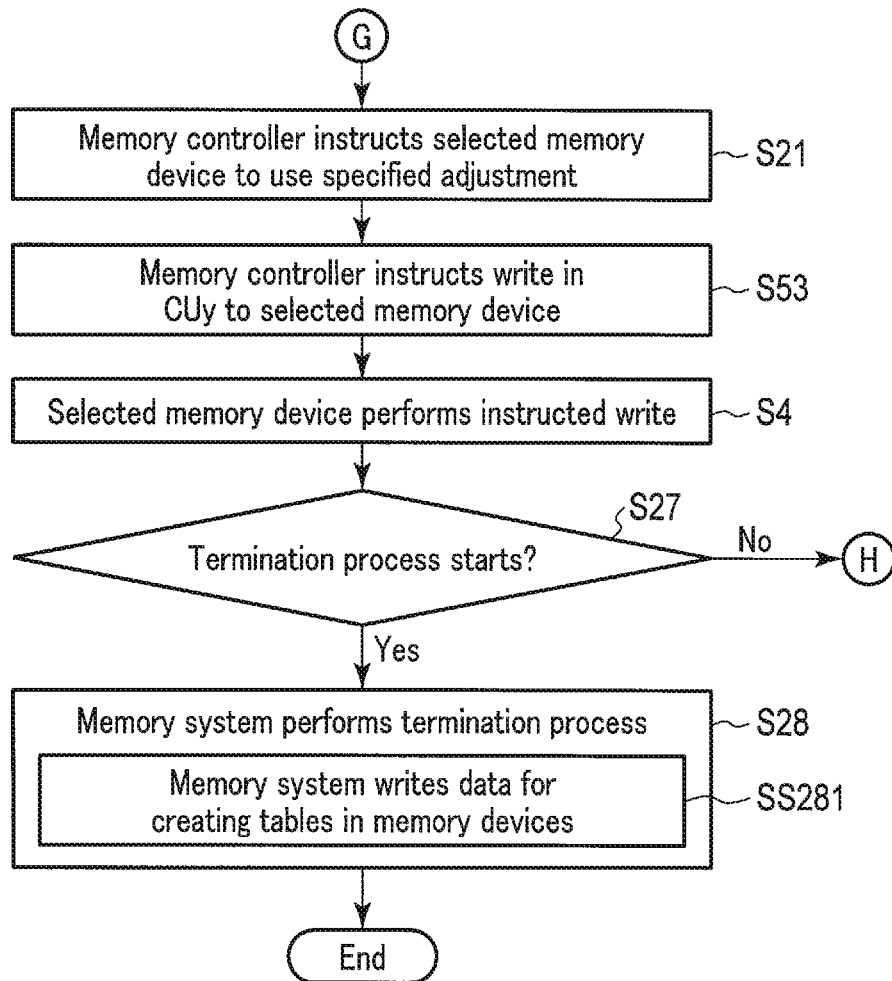 G
Memory controller instructs selected memory
device to use specified adjustment
S21
Memory controller instructs write in
CUy to selected memory device
S53
Selected memory device performs instructed write
S4
S27
Termination process starts?
No
H
Yes
Memory system performs termination process
S28
Memory system writes data for
creating tables in memory devices
SS281
End